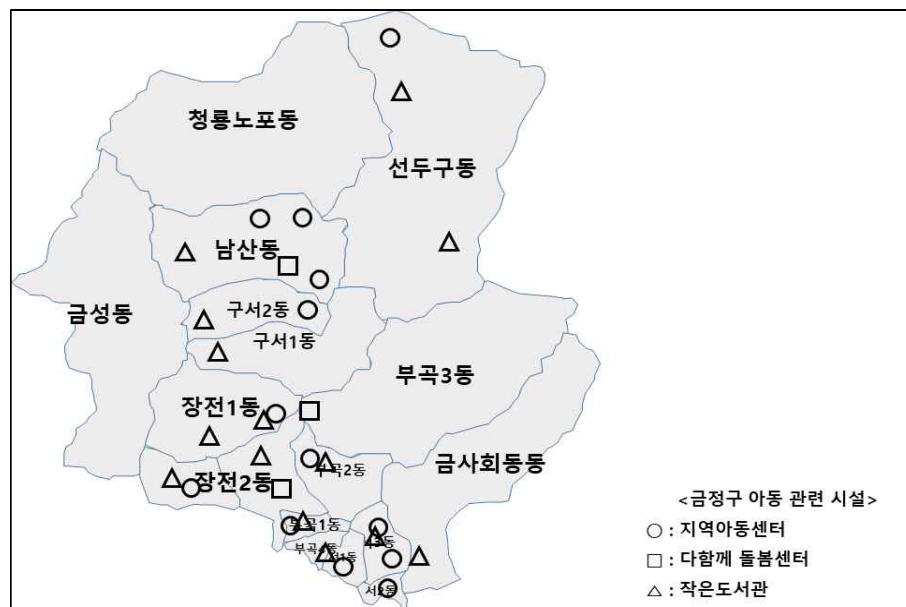 청룡노포동
선두구동
남산동
금성동
구서2동
구서1동
부곡3동
장전1동
금사회동동
부곡2동
장전2동
부곡1동
서2동
<금정구 아동 관련 시설>
○ : 지역아동센터
□ : 다함께 돌봄센터
△ : 작은도서관